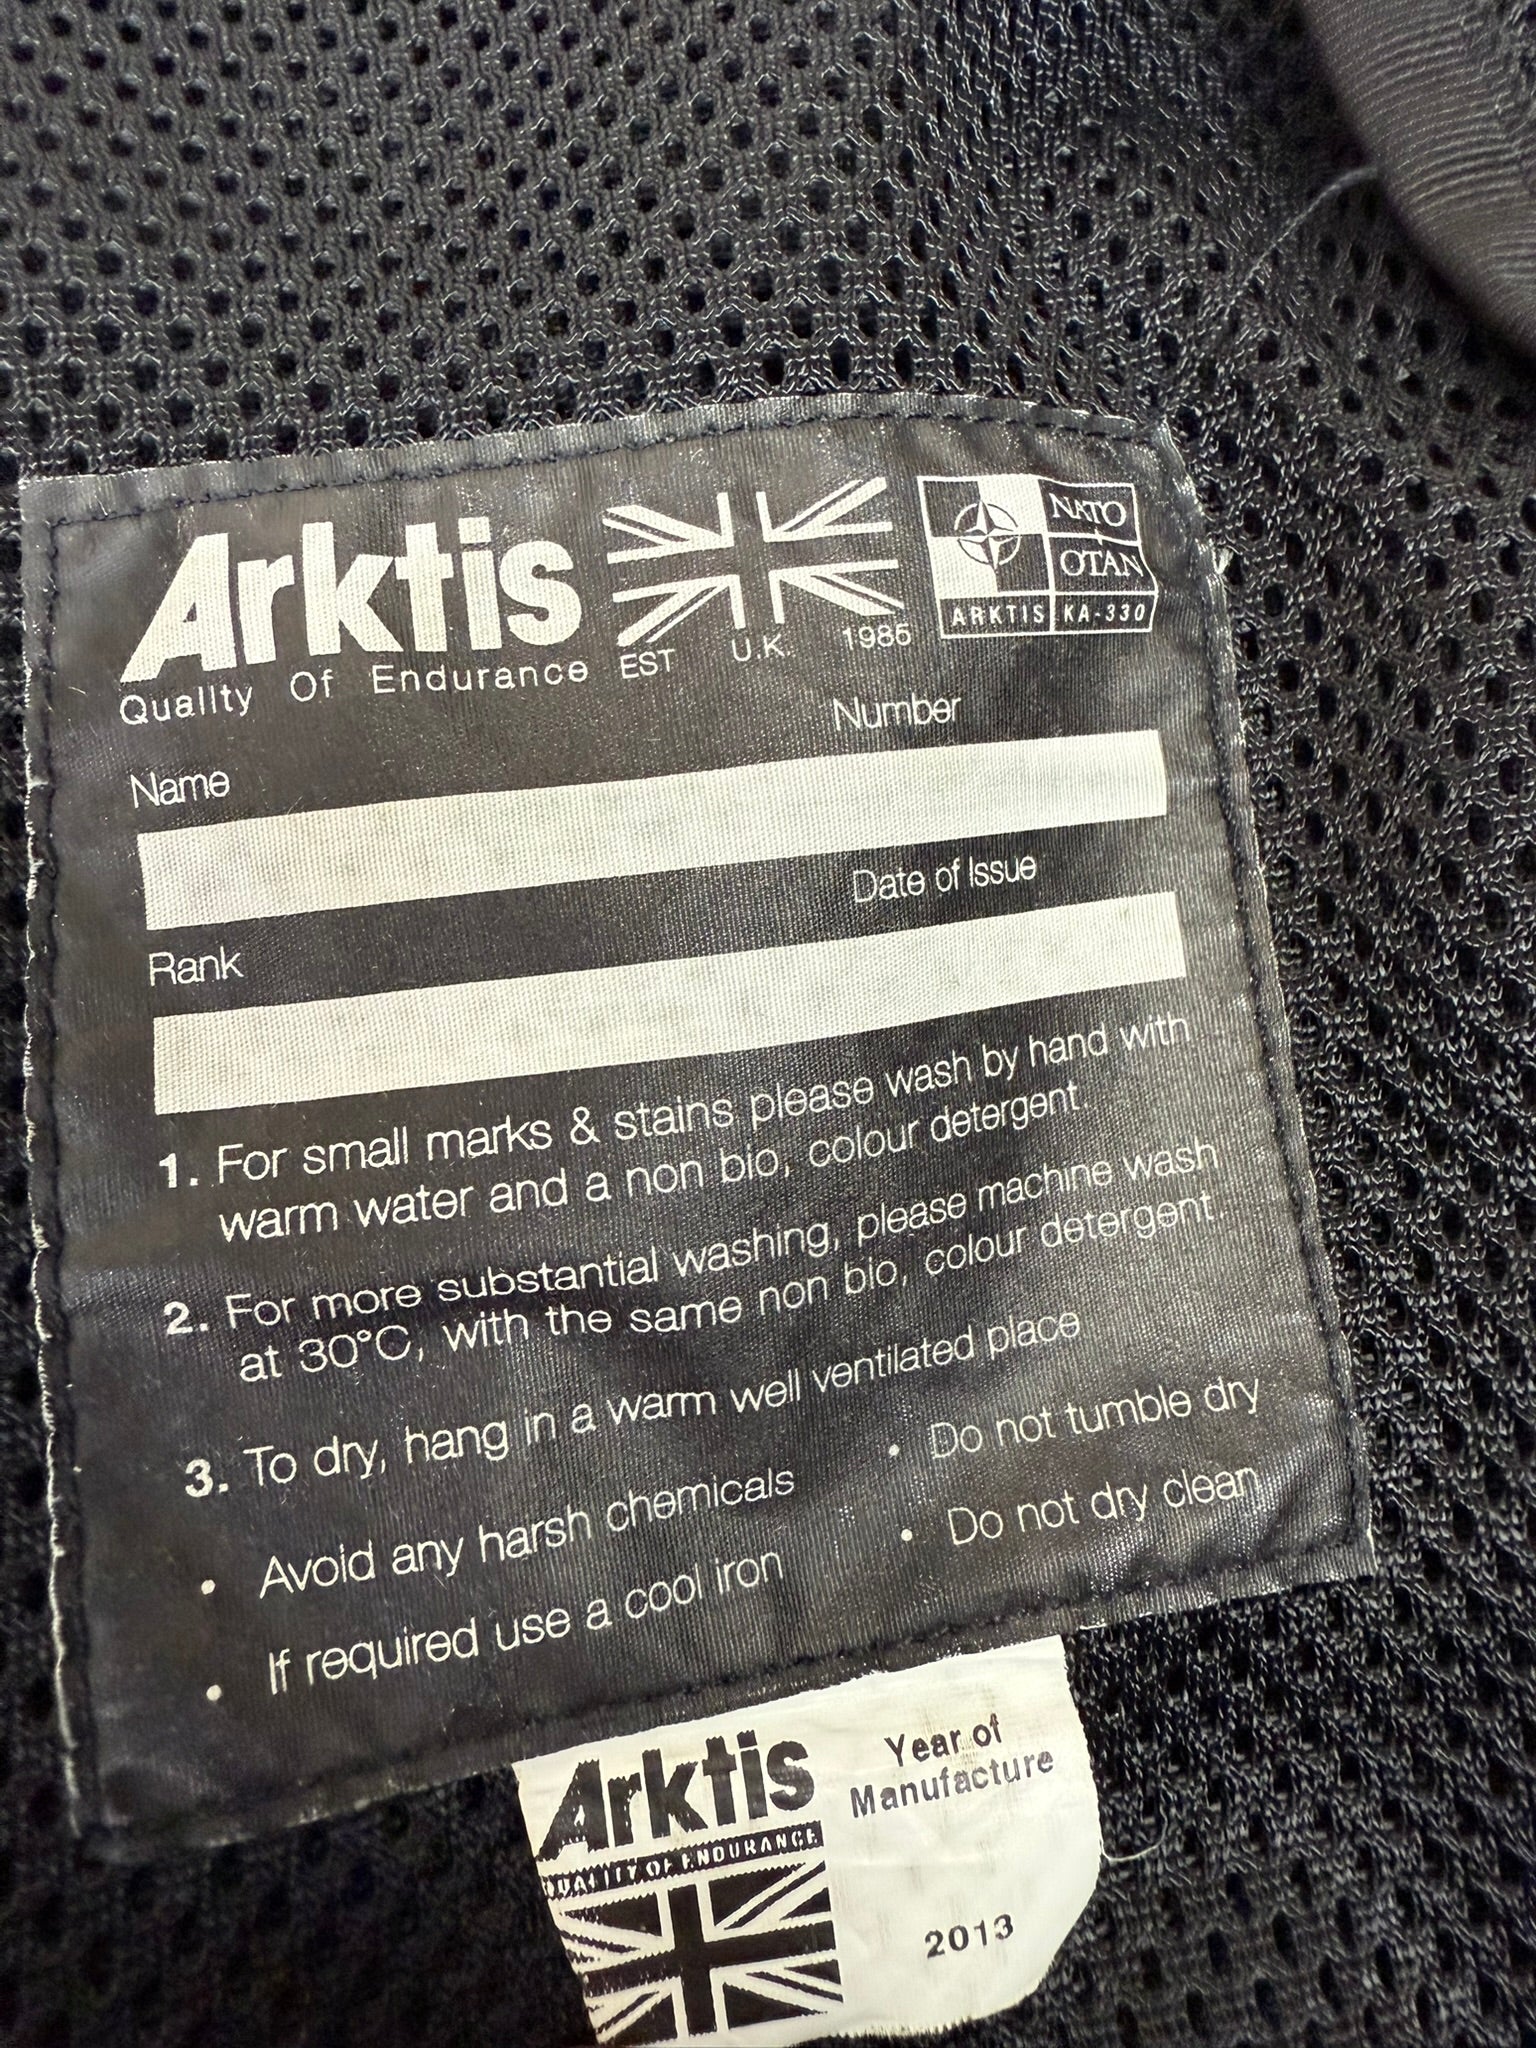 Arktis
Quality Of Endurance EST U.K. 1985
NATO
OTAN
ARKTIS KA-330
Name Number
Rank Date of Issue
1. For small marks & stains please wash by hand with
warm water and a non bio, colour detergent.
2. For more substantial washing, please machine wash
at 30°C, with the same non bio, colour detergent.
3. To dry, hang in a warm well ventilated place
• Avoid any harsh chemicals • Do not tumble dry
• If required use a cool iron • Do not dry clean
Arktis
QUALITY OF ENDURANCE
Year of
Manufacture
2013